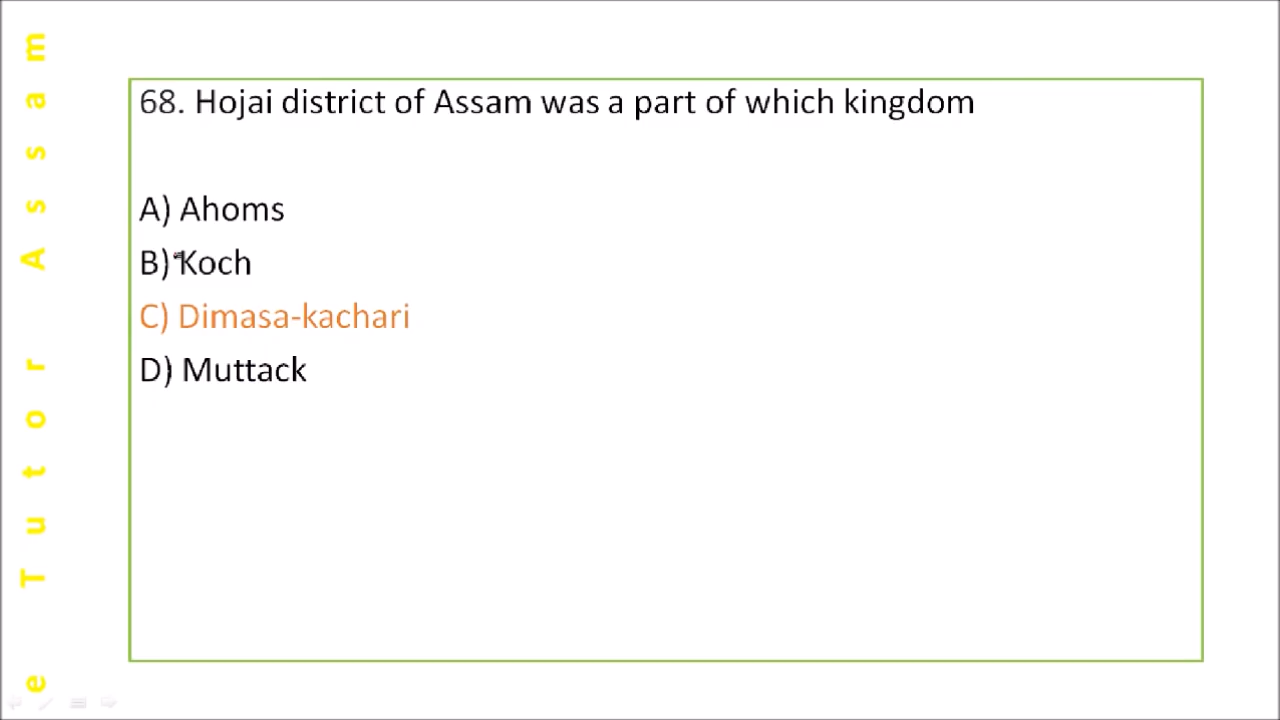 68. Hojai district of Assam was a part of which kingdom
A) Ahoms
B) Koch
C) Dimasa-kachari
D) Muttack
e Tutor Assam